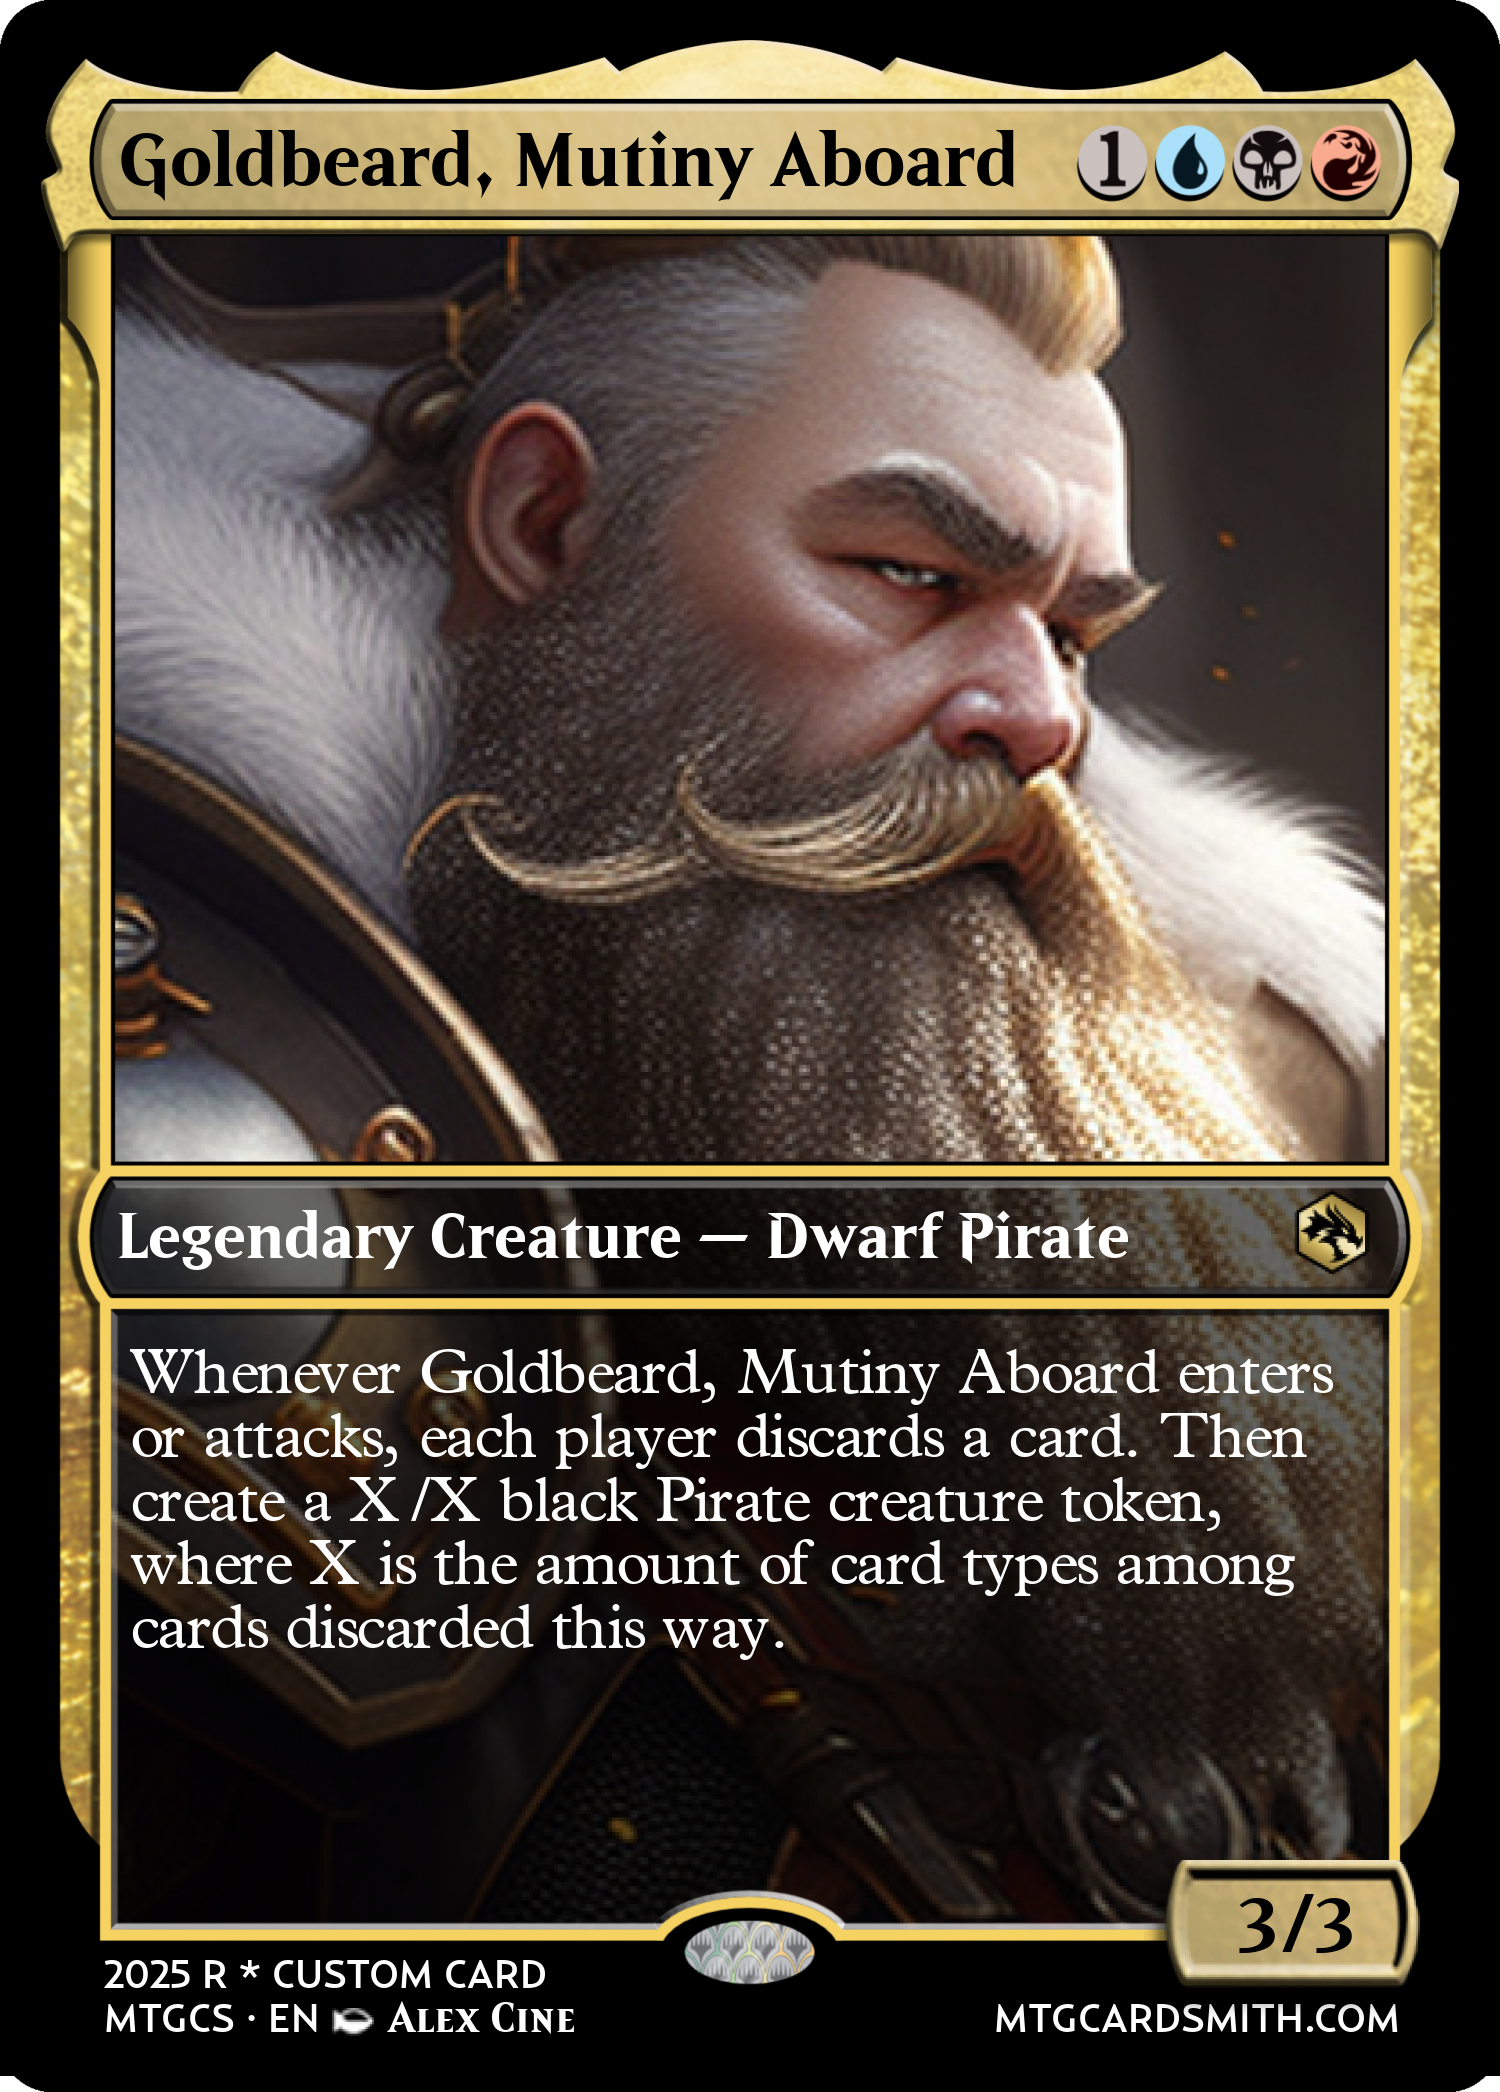 Goldbeard, Mutiny Aboard 1
Legendary Creature — Dwarf Pirate
Whenever Goldbeard, Mutiny Aboard enters
or attacks, each player discards a card. Then
create a X/X black Pirate creature token,
where X is the amount of card types among
cards discarded this way.
3/3
2025 R * CUSTOM CARD
MTGCS · EN ALEX CINE
MTGCARDSMITH.COM